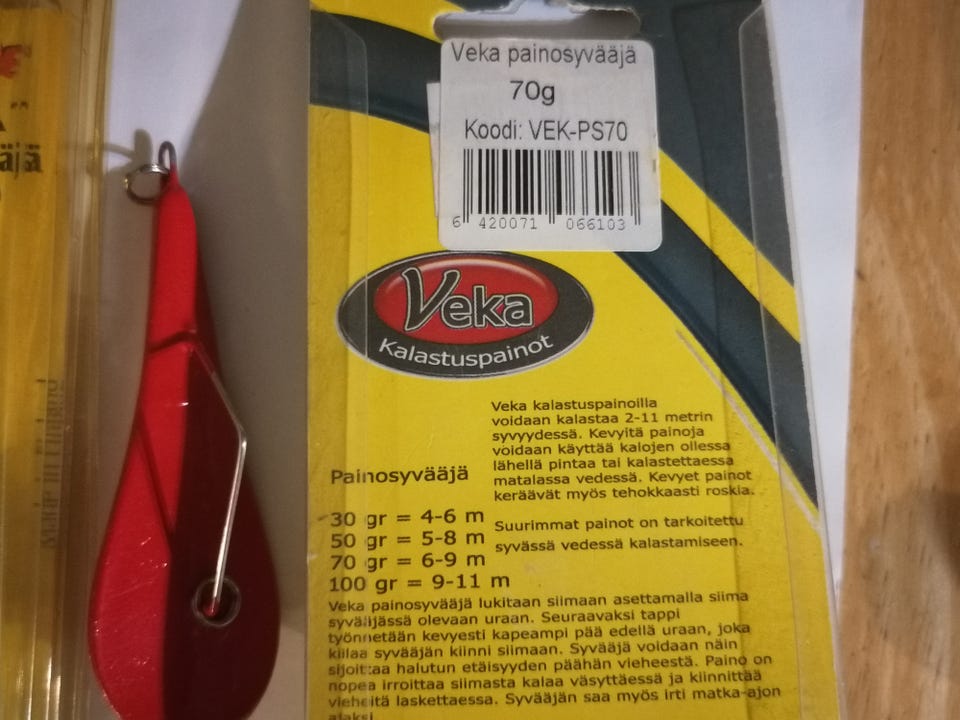 Veka painosyvääjä
70g
Koodi: VEK-PS70
6 420071 066103
Veka
Kalastuspainot
Veka kalastuspainoilla
voidaan kalastaa 2-11 metrin
syvyydessä. Kevyitä painoja
voidaan käyttää kalojen ollessa
lähellä pintaa tai kalastettaessa
matalassa vedessä. Kevyet painot
keräävät myös tehokkaasti roskia.
Suurimmat painot on tarkoitettu
syvässä vedessä kalastamiseen.
Painosyvääjä
30 gr = 4-6 m
50 gr = 5-8 m
70 gr = 6-9 m
100 gr = 9-11 m
Veka painosyvääjä lukitaan siimaan asettamalla siima
syvälijässä olevaan uraan. Seuraavaksi tappi
työnnetään kevyesti kapeampi pää edellä uraan, joka
kiilaa syvääjän kiinni siimaan. Syvääjä voidaan näin
sijoittaa halutun etäisyyden päähän vieheestä. Paino on
nopea irroittaa siimasta kalaa väsyttäessä ja kiinnittää
vieheitä laskettaessa. Syvääjän saa myös irti matka-ajon